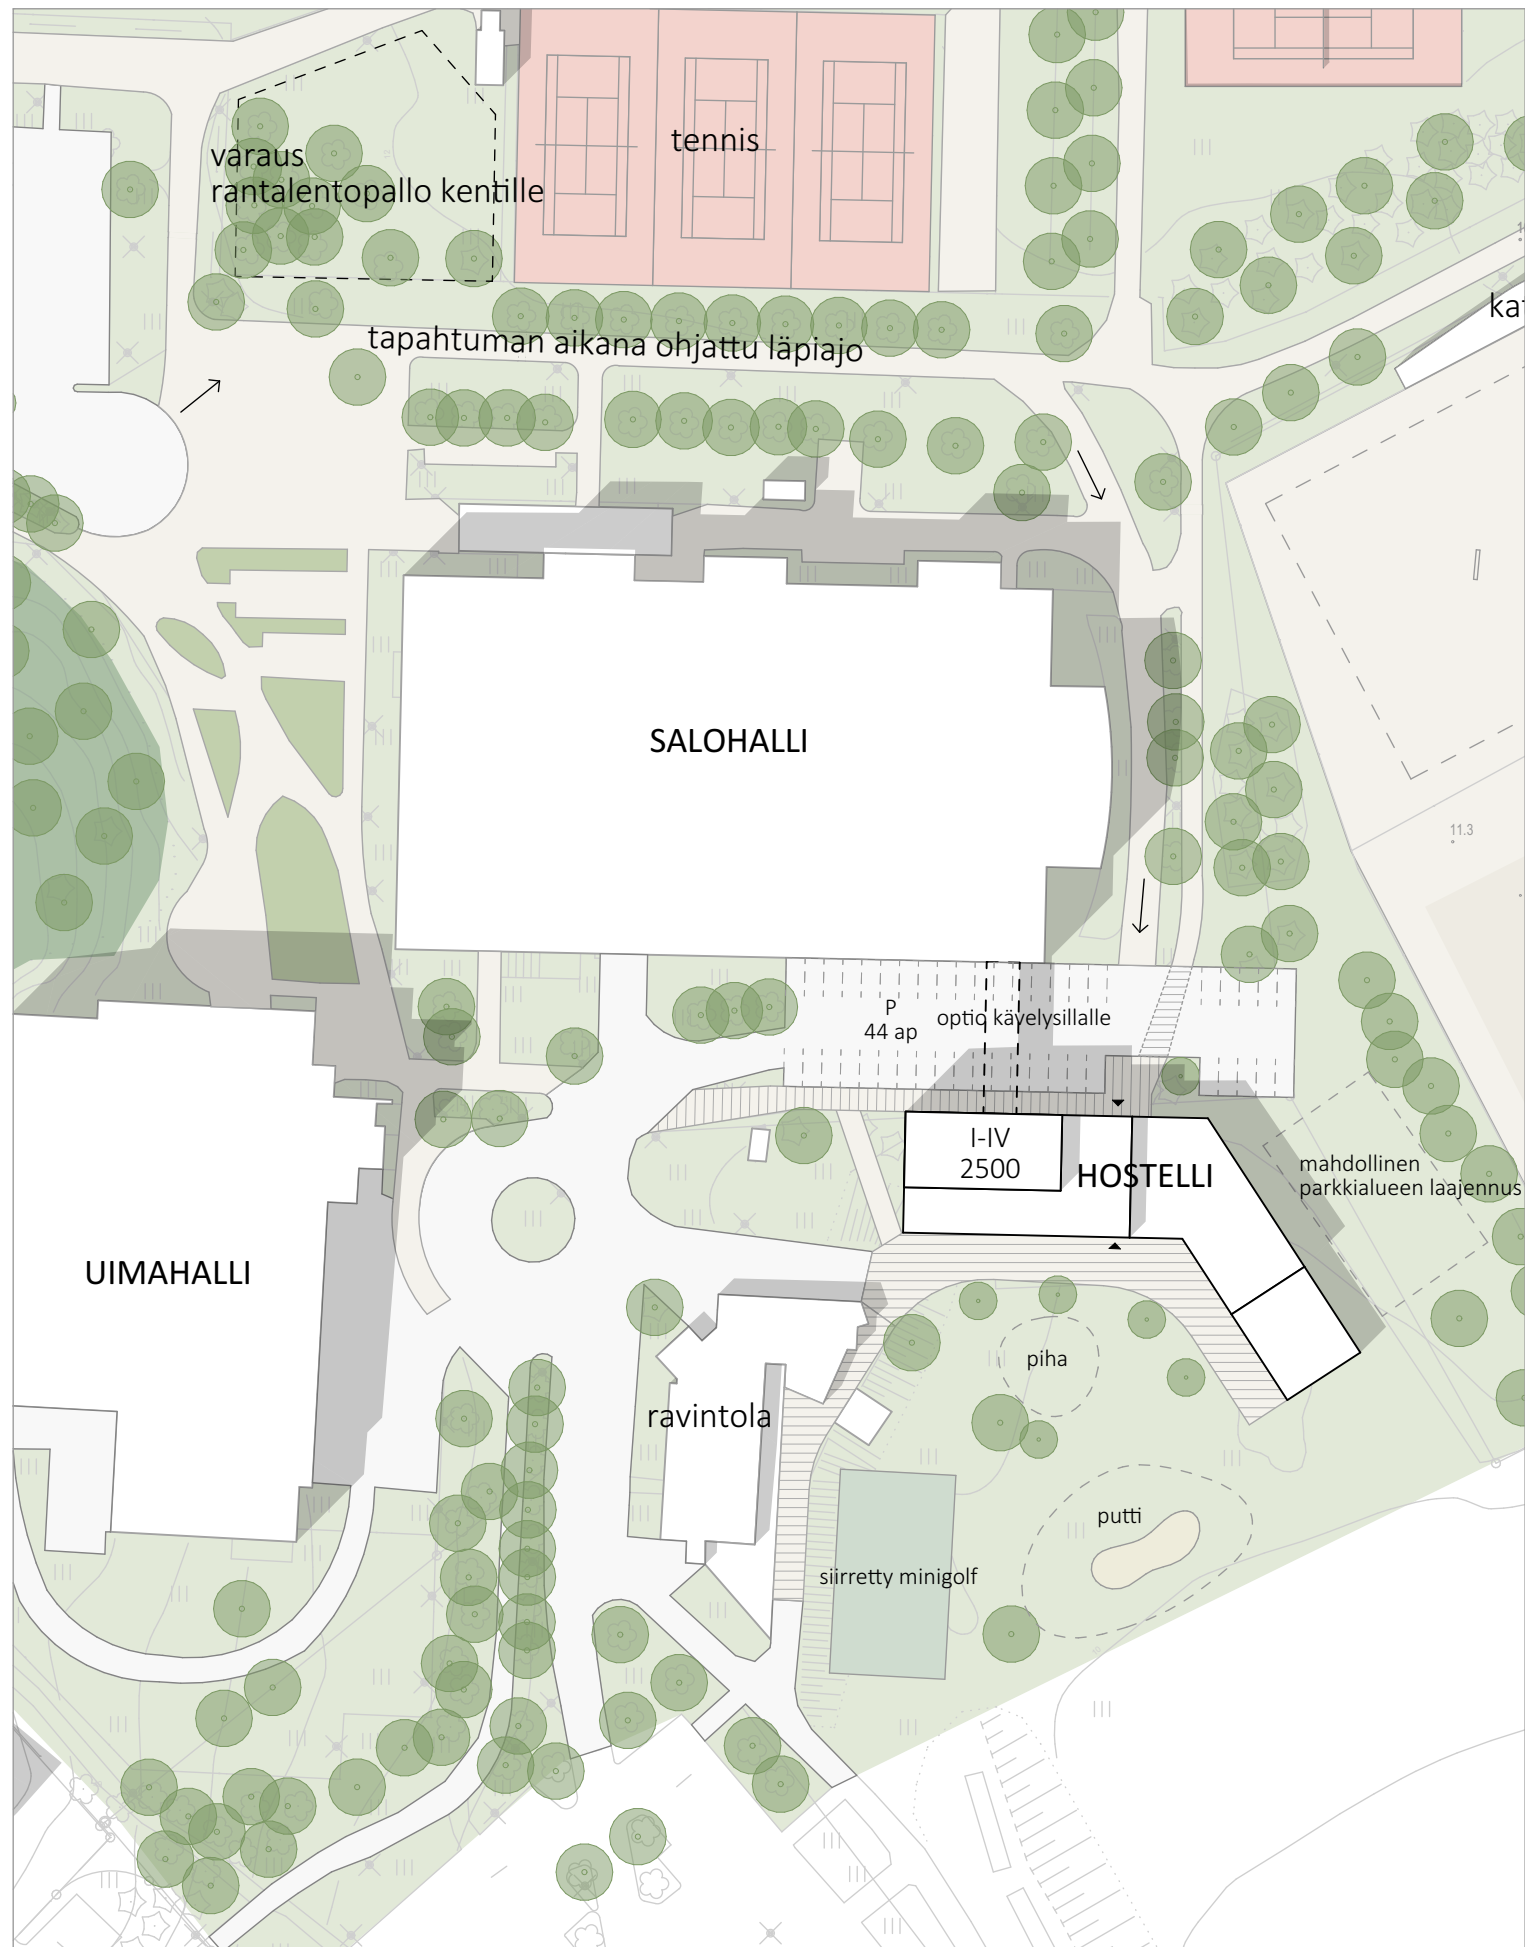 tennis
varaus
rantalentopallo kentille
tapahtuman aikana ohjattu läpiajo
SALOHALLI
11.3
P
44 ap
optio kävelysillalle
I-IV
2500
HOSTELLI
mahdollinen
parkkialueen laajennus
UIMAHALLI
piha
ravintola
putti
siirretty minigolf